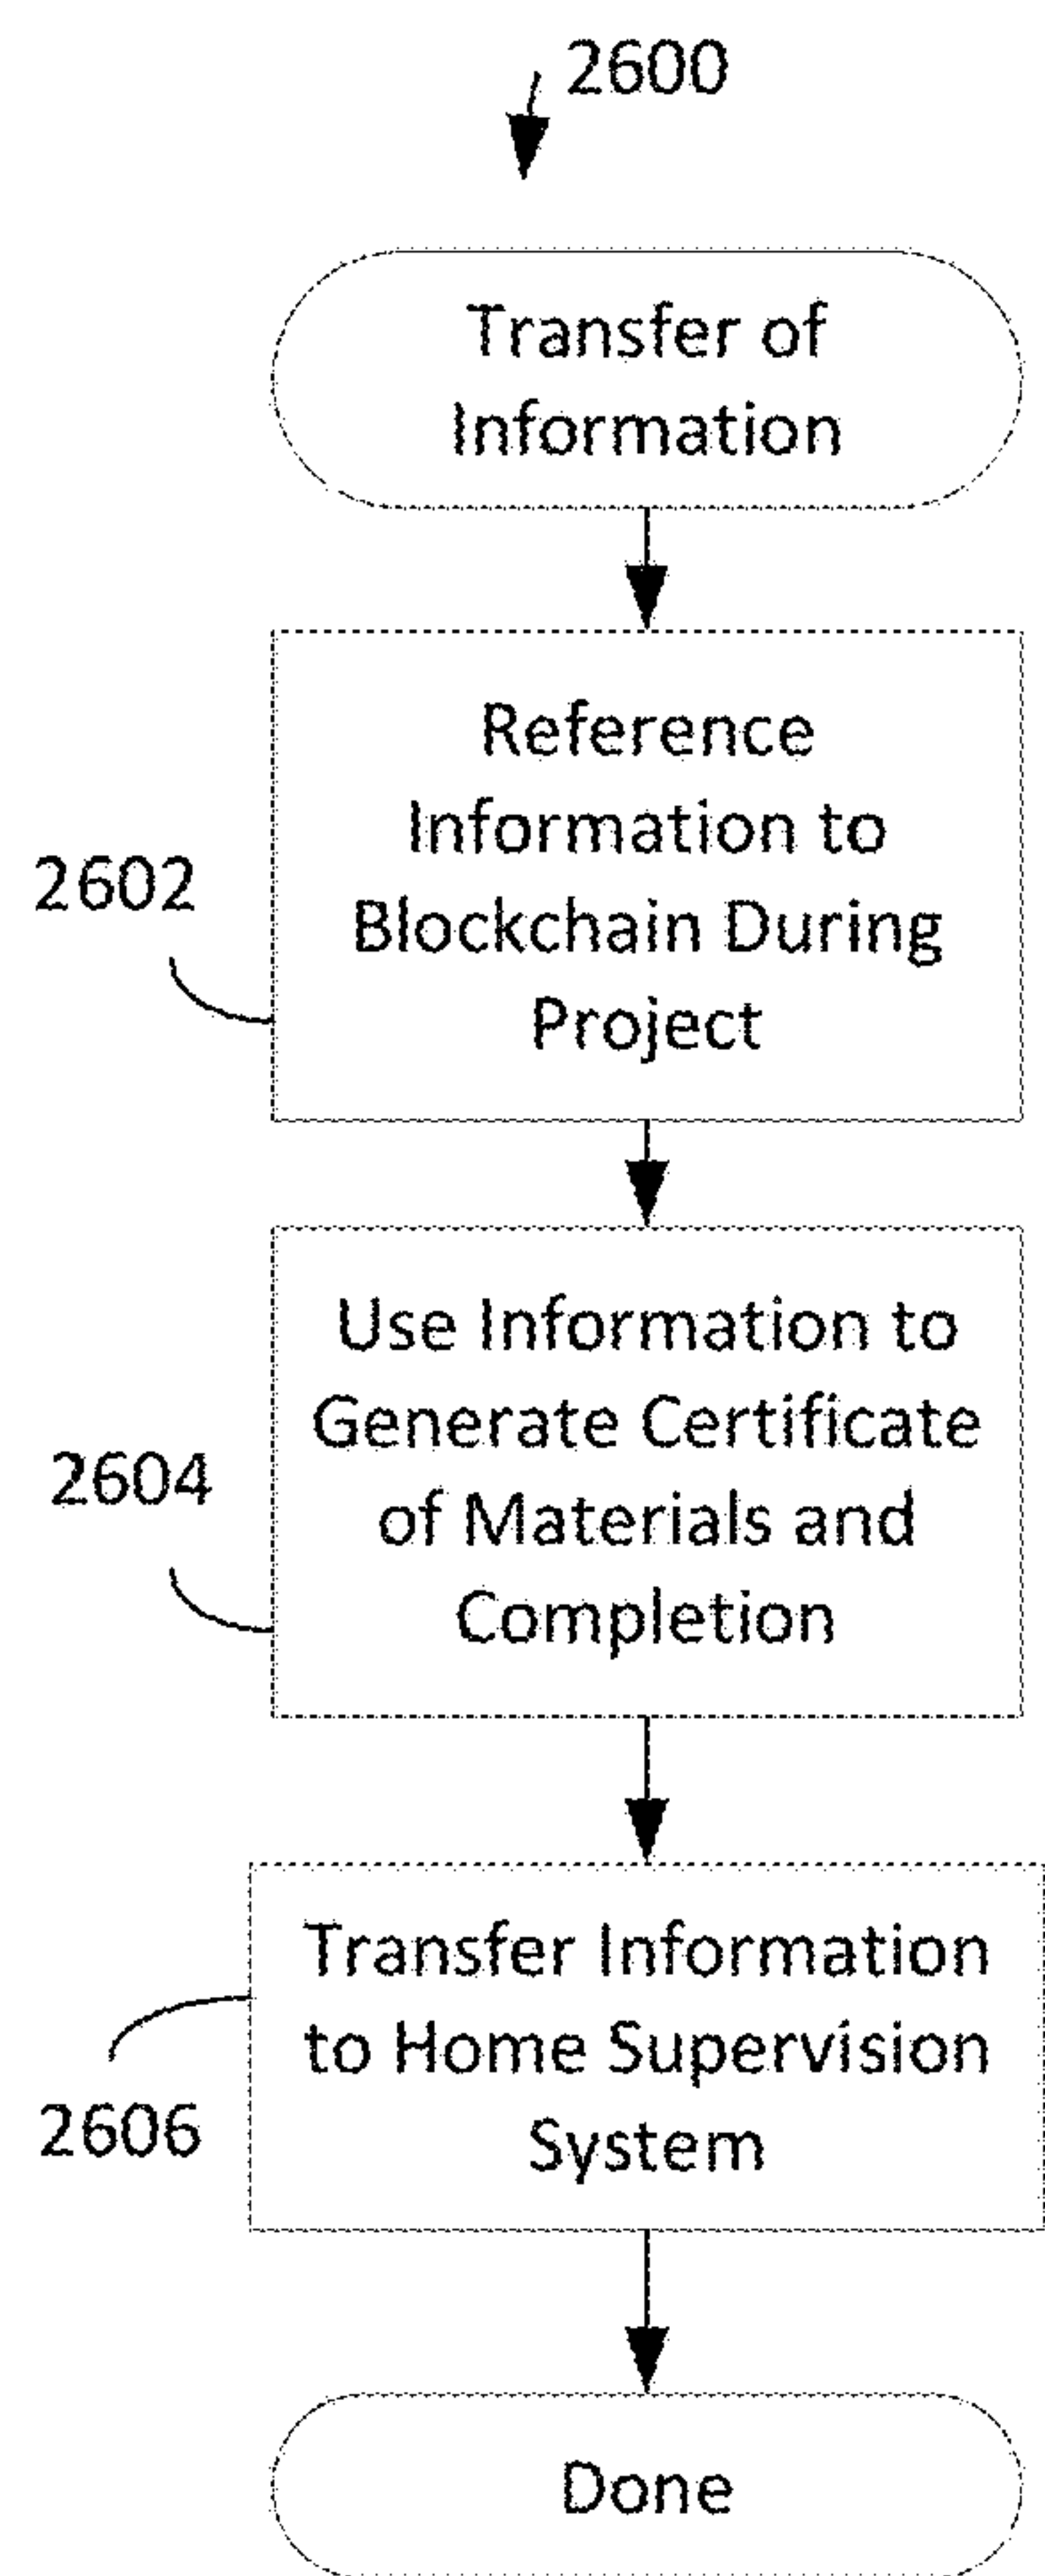 2600
Transfer of
Information
Reference
Information to
Blockchain During
Project
2602
Use Information to
Generate Certificate
of Materials and
Completion
2604
Transfer Information
to Home Supervision
System
2606
Done